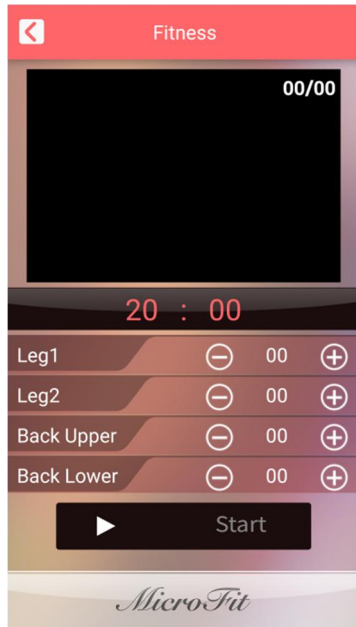 Fitness
00/00
20 : 00
Leg1 00
Leg2 00
Back Upper 00
Back Lower 00
Start
MicroFit